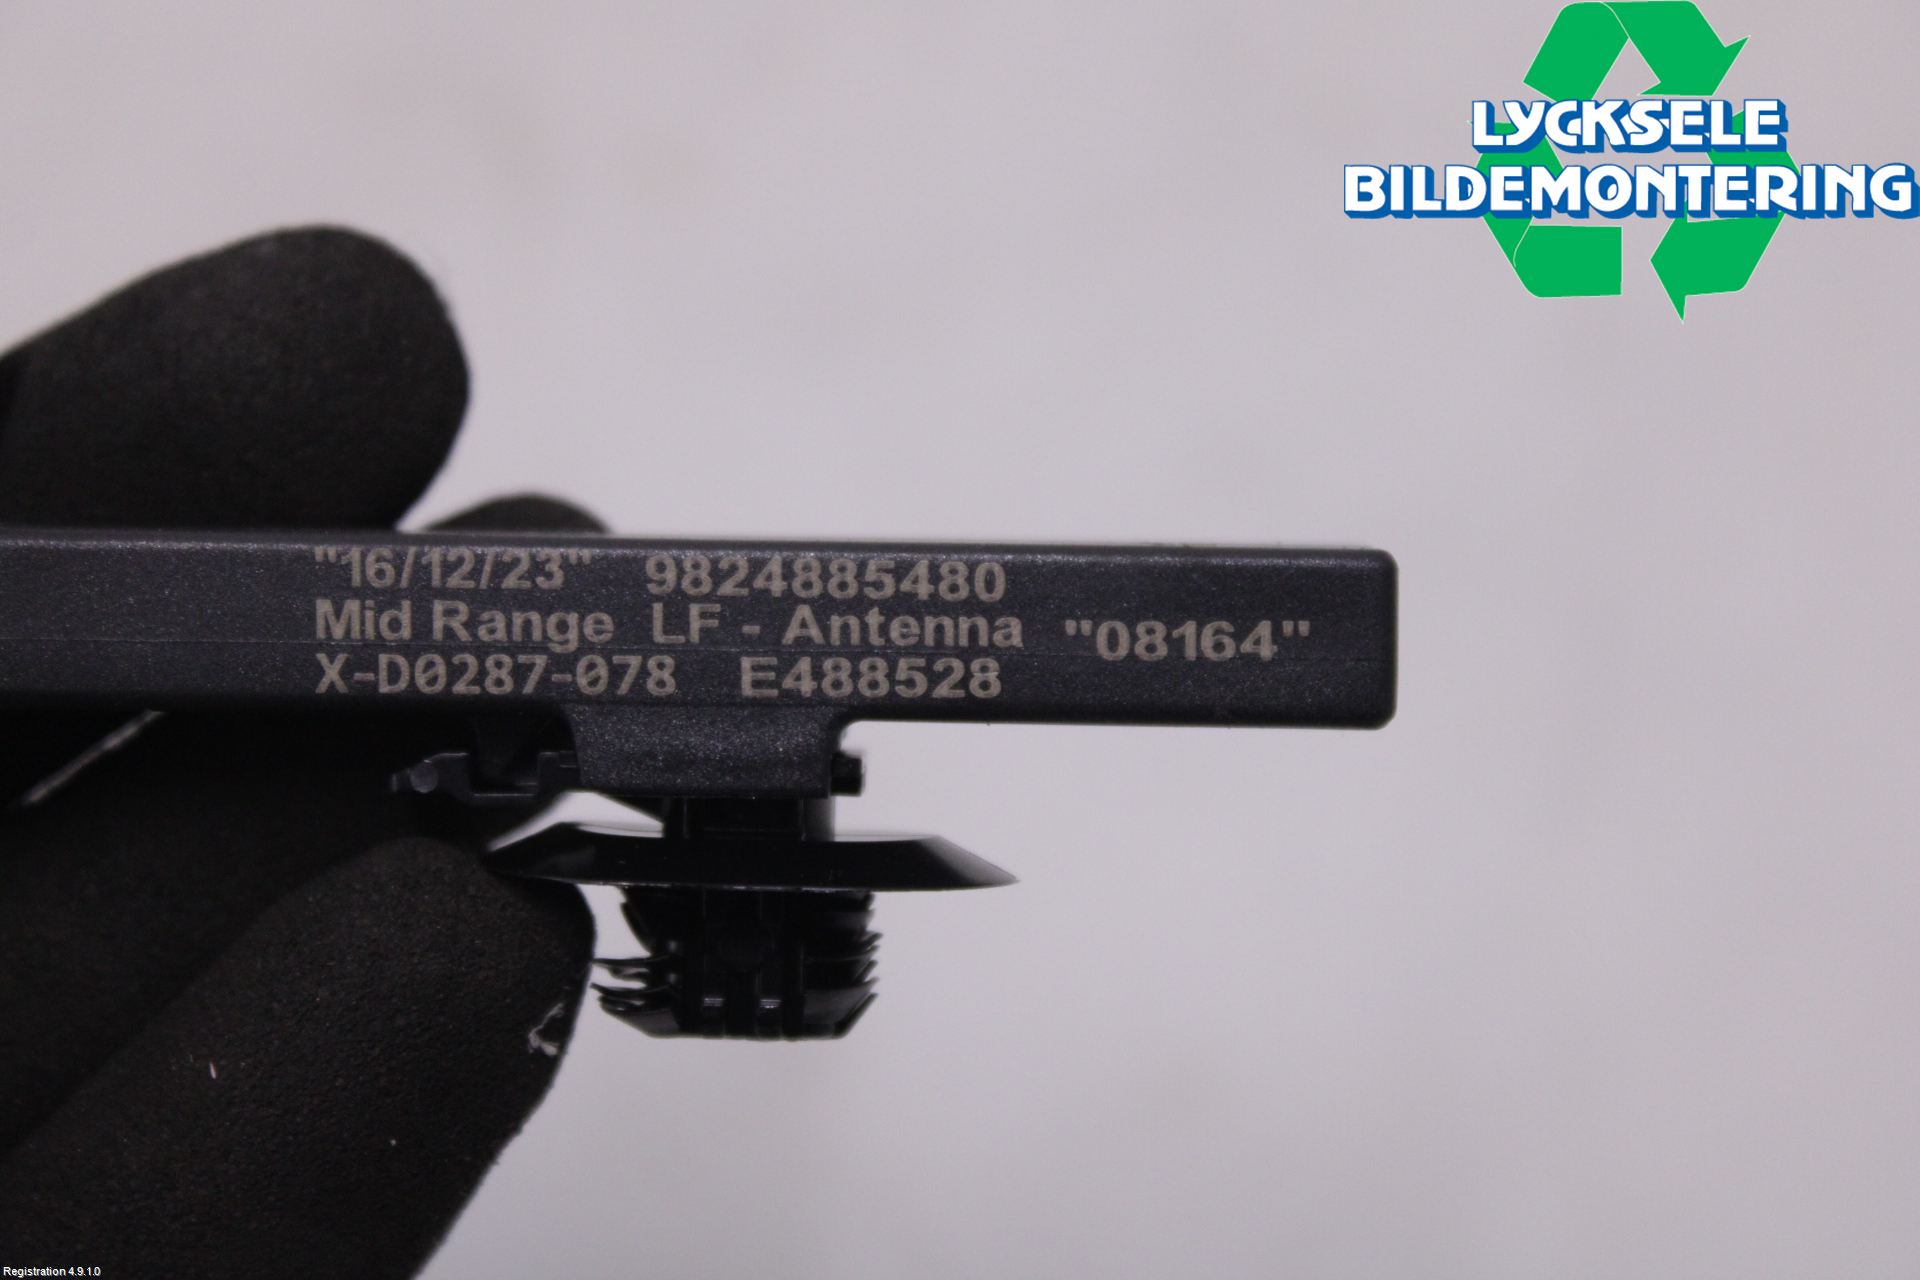 LYCKSELE
BILDEMONTERING
"16/12/23" 9824885480
Mid Range LF - Antenna "08164"
X-D0287-078 E488528
Registration 4.9.1.0